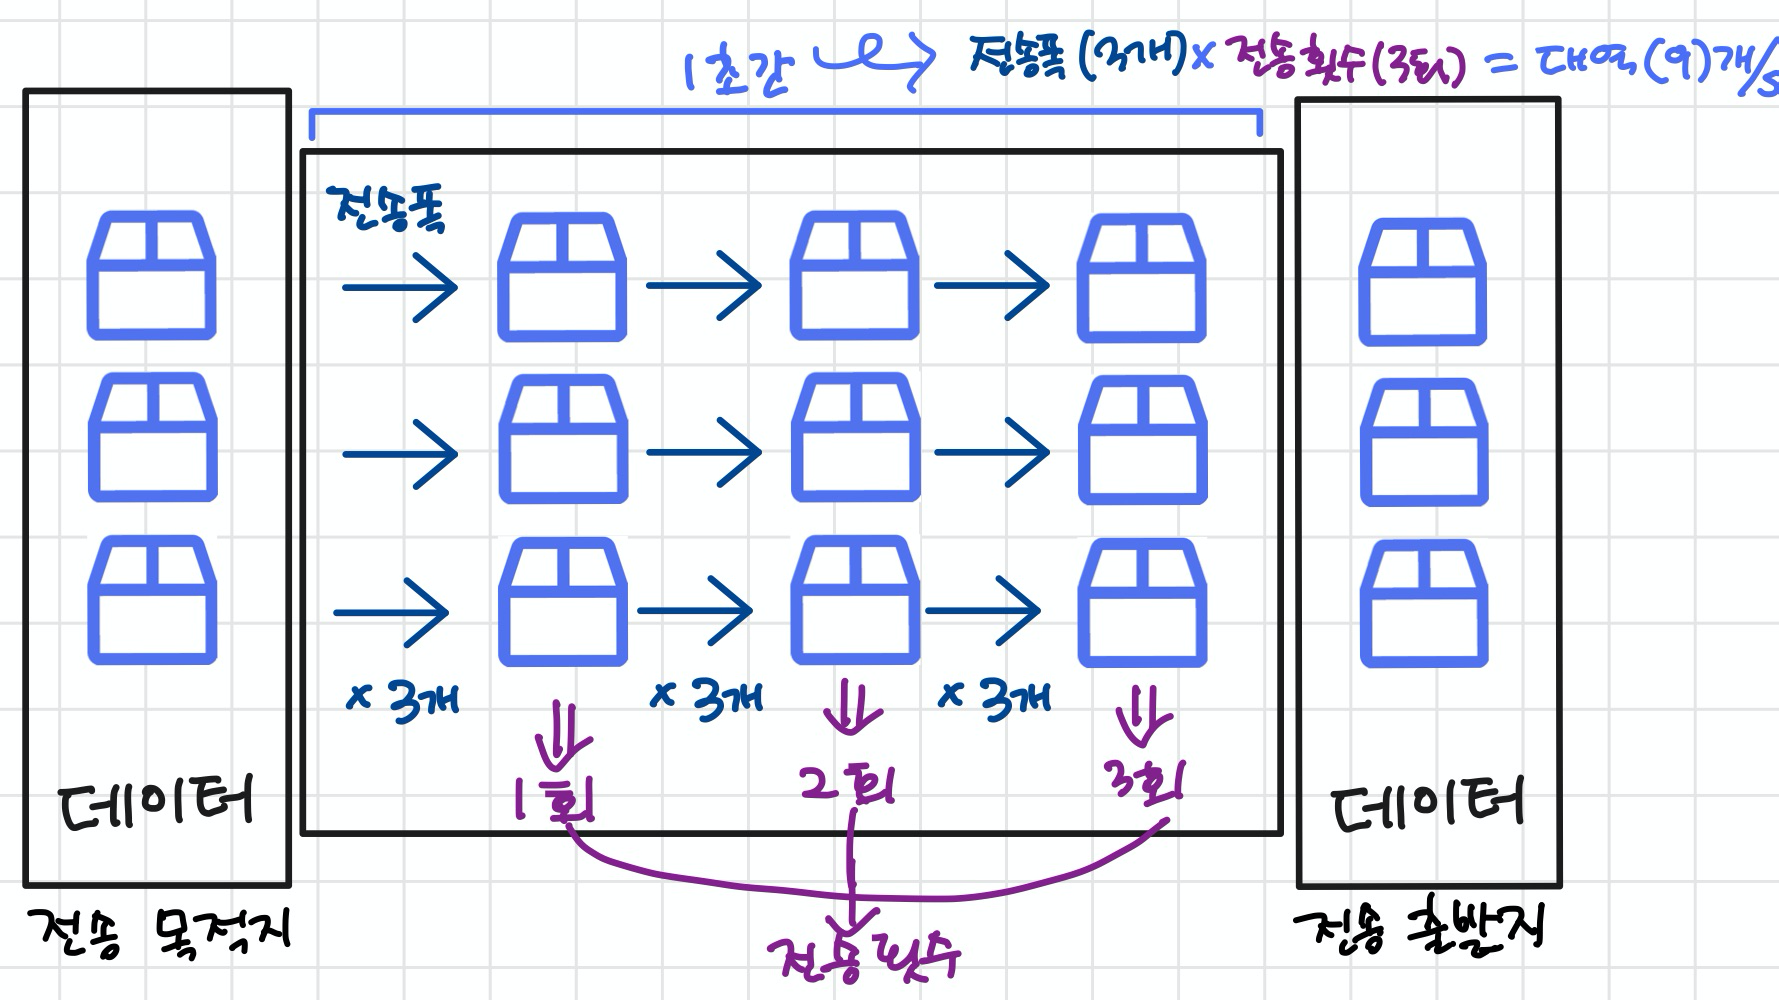 1초간 전송폭(3개) x 전송횟수(3회) = 대역(9)개/s
전송폭
x 3개 x 3개 x 3개
1회 2회 3회
데이터 데이터
전송 목적지 전송 출발지
전송횟수